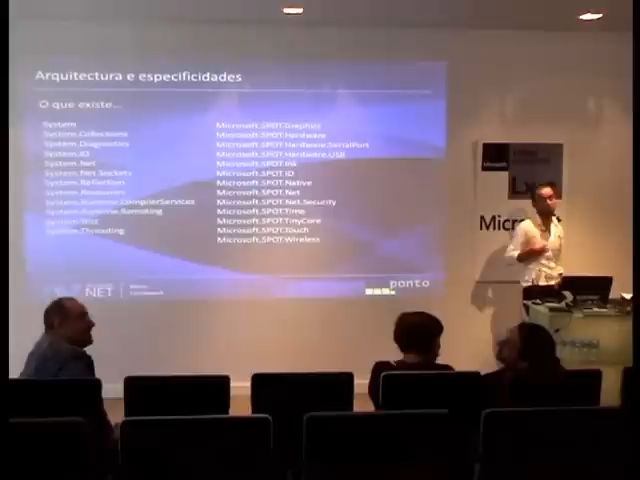 Arquitectura e especificidades
O que existe...
System
System.Collections
System.Diagnostics
System.IO
System.Net
System.Net.Sockets
System.Reflection
System.Resources
System.Runtime.CompilerServices
System.Runtime.Remoting
System.Text
System.Threading
Microsoft.SPOT.Graphics
Microsoft.SPOT.Hardware
Microsoft.SPOT.Hardware.SerialPort
Microsoft.SPOT.Hardware.USB
Microsoft.SPOT.Ink
Microsoft.SPOT.IO
Microsoft.SPOT.Native
Microsoft.SPOT.Net
Microsoft.SPOT.Net.Security
Microsoft.SPOT.Time
Microsoft.SPOT.TinyCore
Microsoft.SPOT.Touch
Microsoft.SPOT.Wireless
NET
ponto
Micr